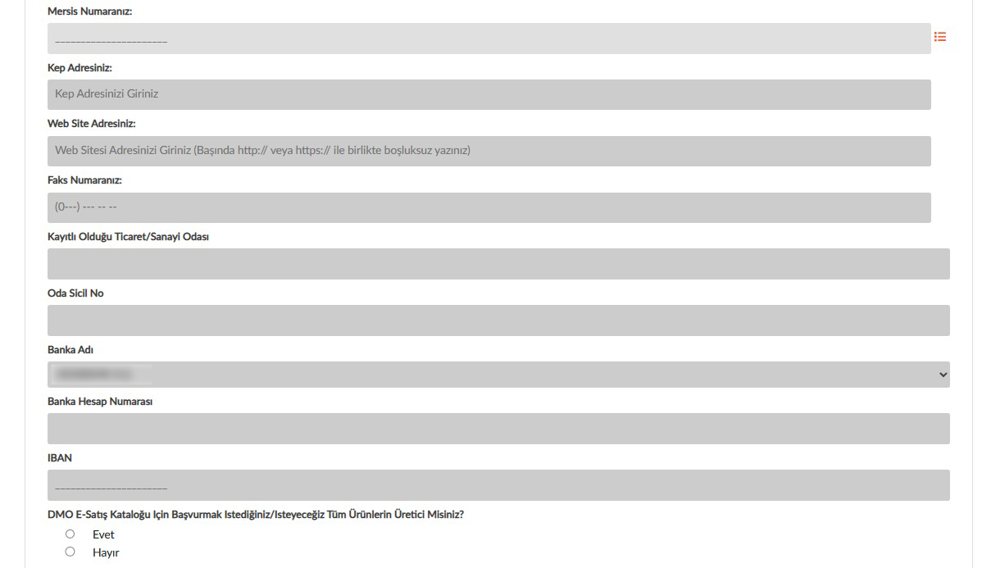 Mersis Numaranız:
______________________
Kep Adresiniz:
Kep Adresinizi Giriniz
Web Site Adresiniz:
Web Sitesi Adresinizi Giriniz (Başında http:// veya https:// ile birlikte boşluksuz yazınız)
Faks Numaranız:
(0---) --- -- --
Kayıtlı Olduğu Ticaret/Sanayi Odası
Oda Sicil No
Banka Adı
Banka Hesap Numarası
IBAN
______________________
DMO E-Satış Kataloğu Için Başvurmak Istediğiniz/Isteyeceğiz Tüm Ürünlerin Üretici Misiniz?
Evet
Hayır